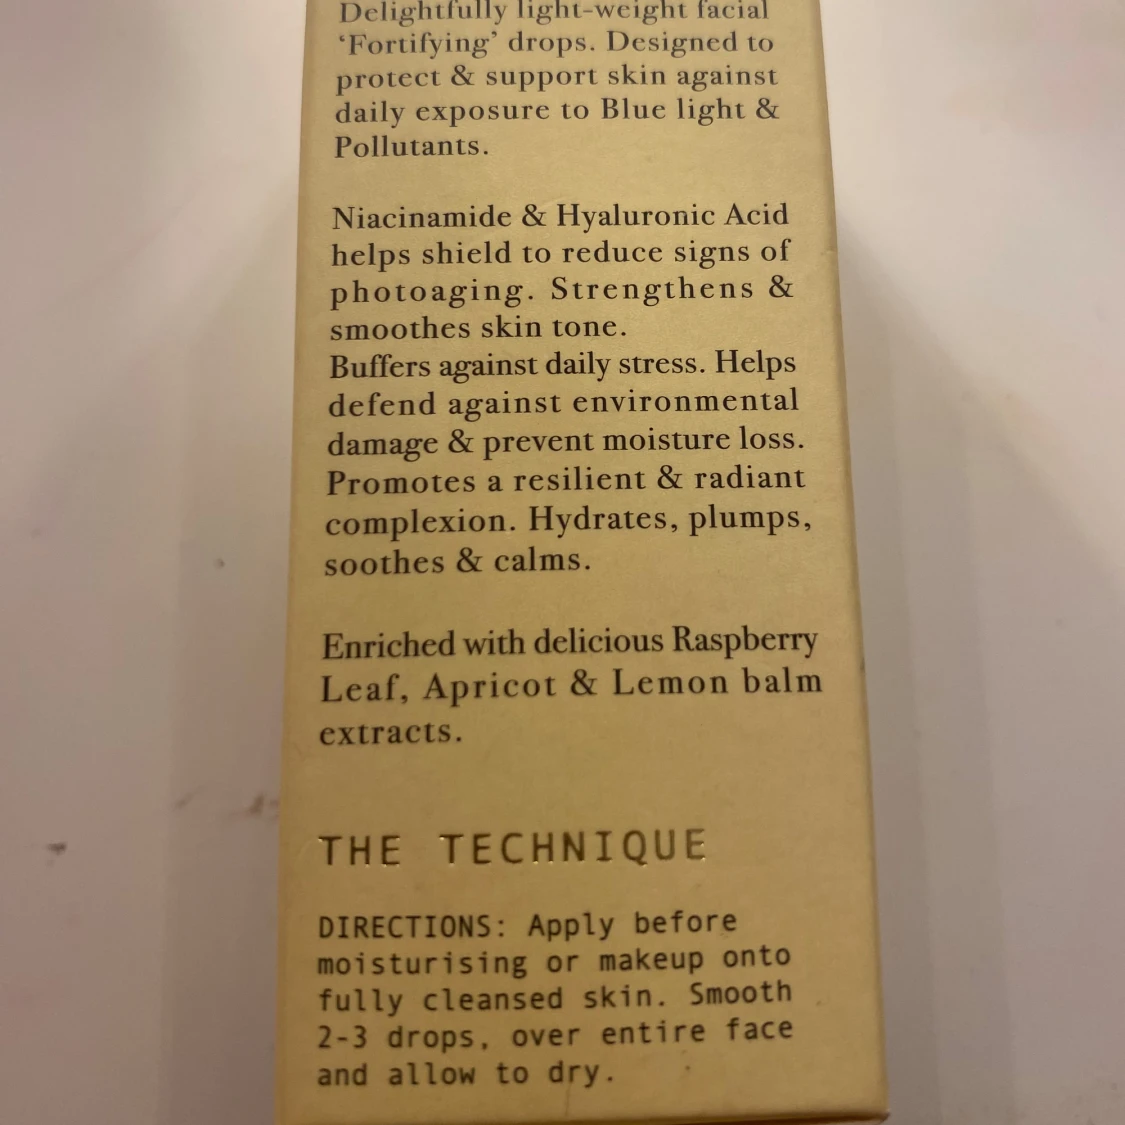 Delightfully light-weight facial
‘Fortifying’ drops. Designed to
protect & support skin against
daily exposure to Blue light &
Pollutants.
Niacinamide & Hyaluronic Acid
helps shield to reduce signs of
photoaging. Strengthens &
smoothes skin tone.
Buffers against daily stress. Helps
defend against environmental
damage & prevent moisture loss.
Promotes a resilient & radiant
complexion. Hydrates, plumps,
soothes & calms.
Enriched with delicious Raspberry
Leaf, Apricot & Lemon balm
extracts.
THE TECHNIQUE
DIRECTIONS: Apply before
moisturising or makeup onto
fully cleansed skin. Smooth
2-3 drops, over entire face
and allow to dry.